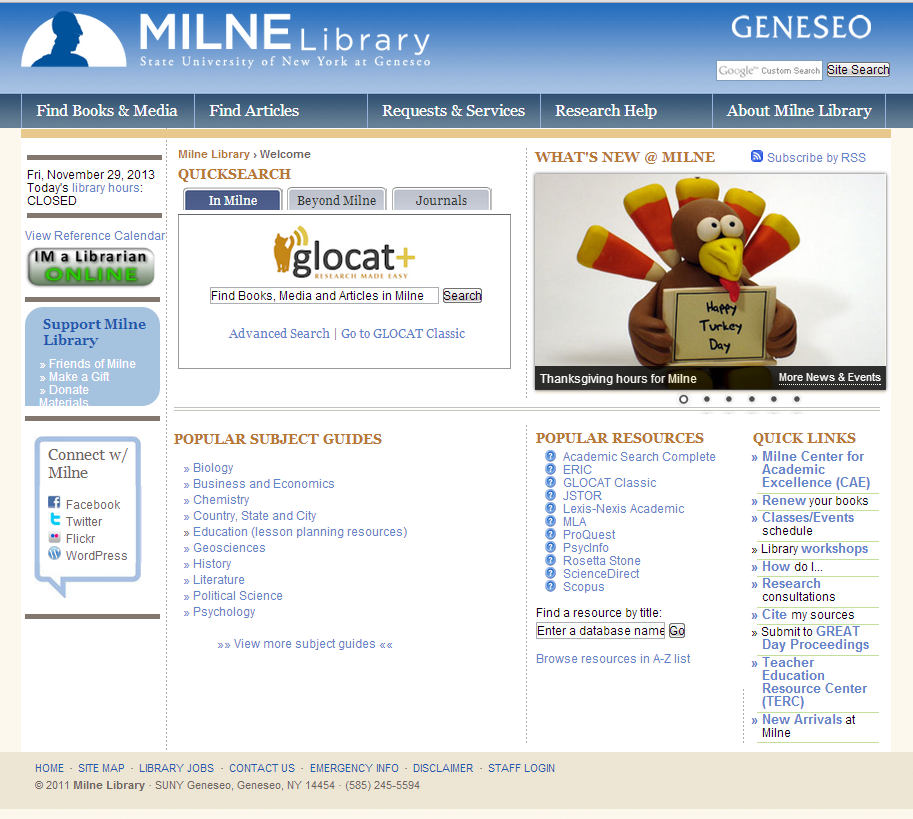 MILNE Library
State University of New York at Geneseo
GENESEO
Google™ Custom Search Site Search
Find Books & Media
Find Articles
Requests & Services
Research Help
About Milne Library
Fri, November 29, 2013
Today's library hours:
CLOSED
View Reference Calendar
IM a Librarian
ONLINE
Support Milne
Library
» Friends of Milne
» Make a Gift
» Donate
Materials
Connect w/
Milne
Facebook
Twitter
Flickr
WordPress
Milne Library › Welcome
QUICKSEARCH
In Milne
Beyond Milne
Journals
glocat+
RESEARCH MADE EASY
Find Books, Media and Articles in Milne Search
Advanced Search | Go to GLOCAT Classic
WHAT'S NEW @ MILNE
Subscribe by RSS
Happy
Turkey
Day
Thanksgiving hours for Milne
More News & Events
POPULAR SUBJECT GUIDES
» Biology
» Business and Economics
» Chemistry
» Country, State and City
» Education (lesson planning resources)
» Geosciences
» History
» Literature
» Political Science
» Psychology
»» View more subject guides ««
POPULAR RESOURCES
Academic Search Complete
ERIC
GLOCAT Classic
JSTOR
Lexis-Nexis Academic
MLA
ProQuest
PsycInfo
Rosetta Stone
ScienceDirect
Scopus
Find a resource by title:
Enter a database name Go
Browse resources in A-Z list
QUICK LINKS
» Milne Center for
Academic
Excellence (CAE)
» Renew your books
» Classes/Events
schedule
» Library workshops
» How do I...
» Research
consultations
» Cite my sources
» Submit to GREAT
Day Proceedings
» Teacher
Education
Resource Center
(TERC)
» New Arrivals at
Milne
HOME · SITE MAP · LIBRARY JOBS · CONTACT US · EMERGENCY INFO · DISCLAIMER · STAFF LOGIN
© 2011 Milne Library · SUNY Geneseo, Geneseo, NY 14454 · (585) 245-5594